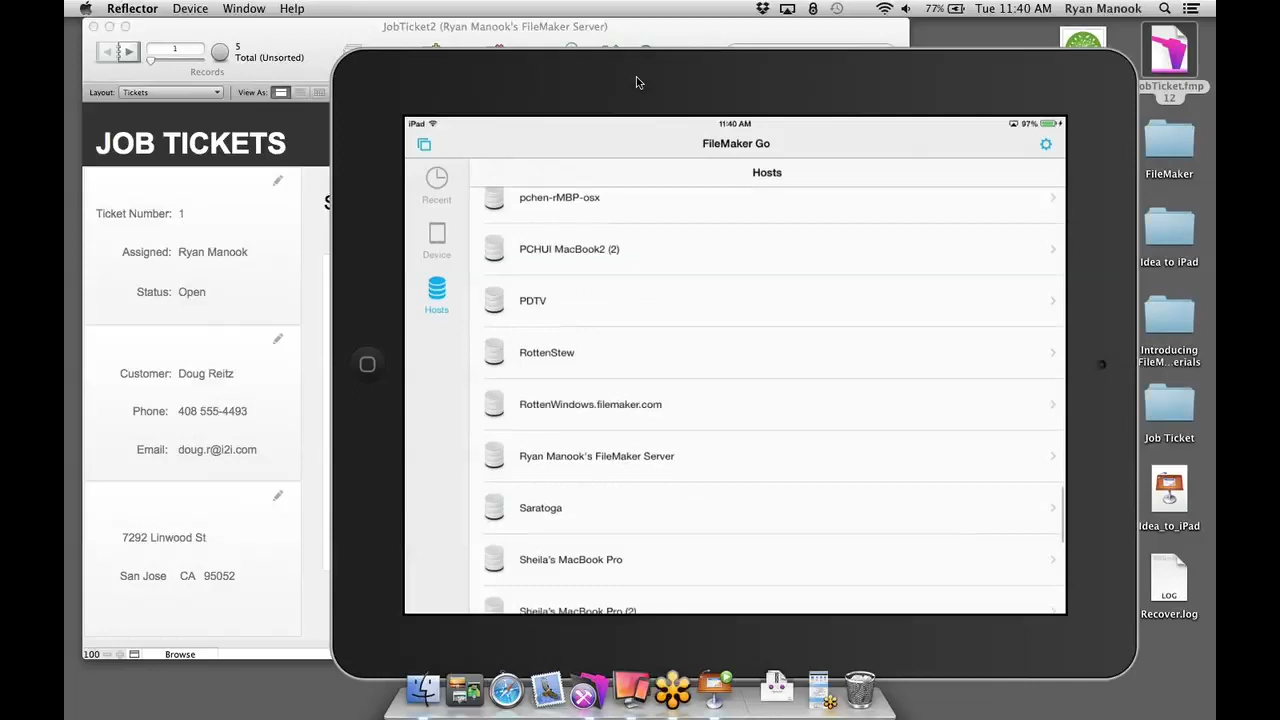 Reflector Device Window Help
77% Tue 11:40 AM Ryan Manook
JobTicket2 (Ryan Manook's FileMaker Server)
1
5
Total (Unsorted)
Records
Layout: Tickets View As:
JOB TICKETS
Ticket Number: 1
Assigned: Ryan Manook
Status: Open
Customer: Doug Reitz
Phone: 408 555-4493
Email: doug.r@i2i.com
7292 Linwood St
San Jose CA 95052
100 Browse
iPad 11:40 AM 97%
FileMaker Go
Hosts
Recent
Device
Hosts
pchen-rMBP-osx
PCHUI MacBook2 (2)
PDTV
RottenStew
RottenWindows.filemaker.com
Ryan Manook's FileMaker Server
Saratoga
Sheila's MacBook Pro
Sheila's MacBook Pro (2)
obTicket.fmp
12
FileMaker
Idea to iPad
Introducing
FileM...erials
Job Ticket
Idea_to_iPad
LOG
Recover.log